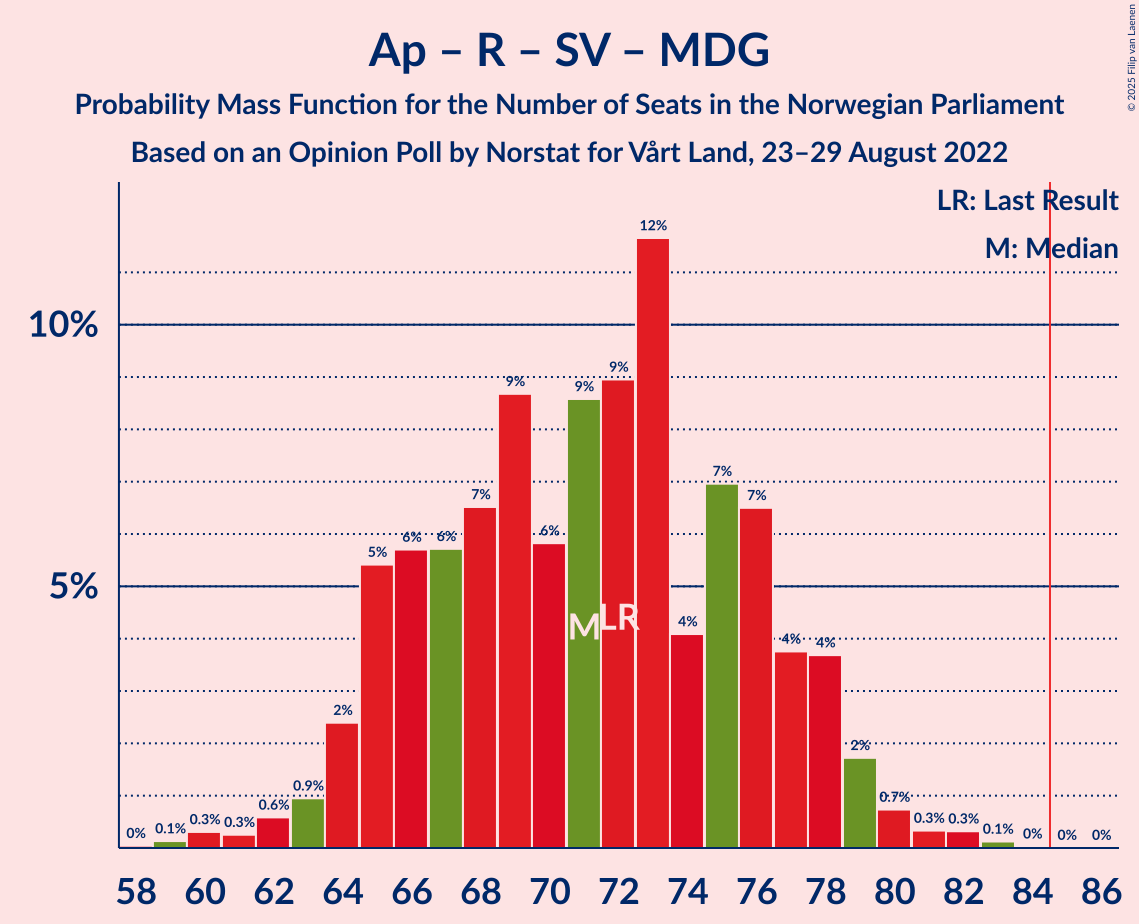 Ap – R – SV – MDG
Probability Mass Function for the Number of Seats in the Norwegian Parliament
Based on an Opinion Poll by Norstat for Vårt Land, 23–29 August 2022
© 2025 Filip van Laenen
LR: Last Result
M: Median
10%
5%
0% 0.1% 0.3% 0.3% 0.6% 0.9% 2% 5% 6% 6% 7% 9% 6% 9% 9% 12% 4% 7% 7% 4% 4% 2% 0.7% 0.3% 0.3% 0.1% 0% 0% 0%
M LR
58 60 62 64 66 68 70 72 74 76 78 80 82 84 86